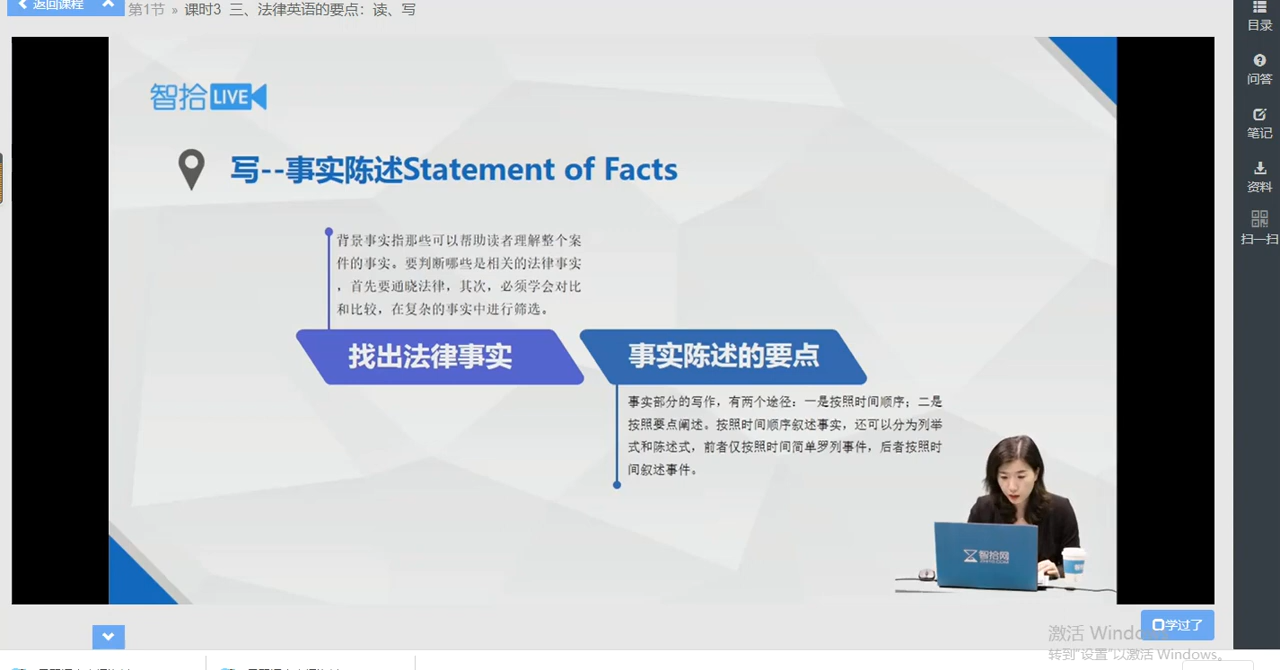 返回课程
第1节 » 课时3 三、法律英语的要点：读、写
目录
问答
笔记
资料
扫一扫
智拾LIVE
写--事实陈述Statement of Facts
背景事实指那些可以帮助读者理解整个案
件的事实。要判断哪些是相关的法律事实
，首先要通晓法律，其次，必须学会对比
和比较，在复杂的事实中进行筛选。
找出法律事实
事实陈述的要点
事实部分的写作，有两个途径：一是按照时间顺序；二是
按照要点阐述。按照时间顺序叙述事实，还可以分为列举
式和陈述式，前者仅按照时间简单罗列事件，后者按照时
间叙述事件。
智拾网
学过了
激活 Windows
转到"设置"以激活 Windows。